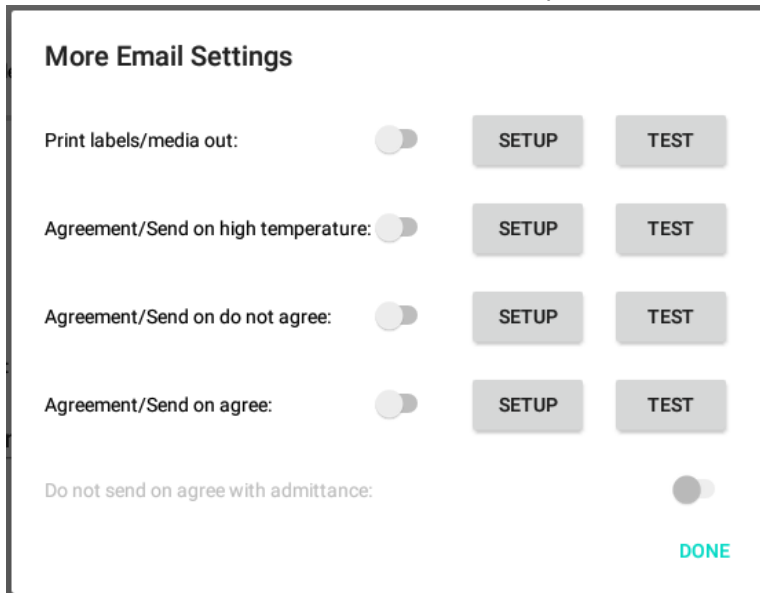 More Email Settings
Print labels/media out: SETUP TEST
Agreement/Send on high temperature: SETUP TEST
Agreement/Send on do not agree: SETUP TEST
Agreement/Send on agree: SETUP TEST
Do not send on agree with admittance:
DONE